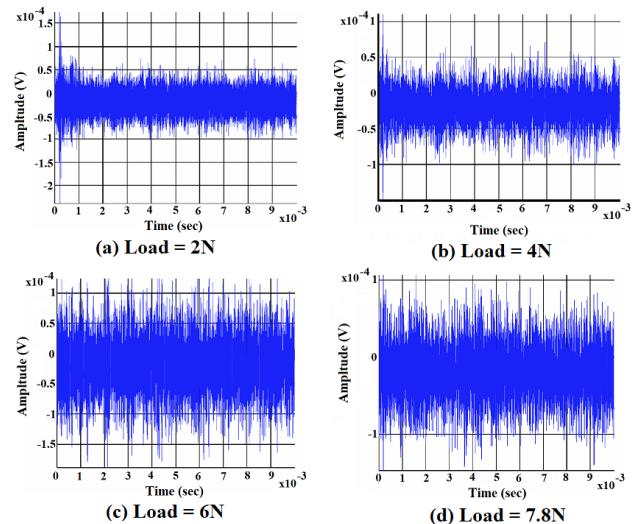 x10⁻⁴
1.5
1
0.5
0
-0.5
-1
-1.5
-2
Ampltude (V)
0 1 2 3 4 5 6 7 8 9
x10⁻³
Time (sec)
(a) Load = 2N
x10⁻⁴
1
0.5
0
-0.5
-1
Ampltude (V)
0 1 2 3 4 5 6 7 8 9
x10⁻³
Time (sec)
(b) Load = 4N
x10⁻⁴
1
0.5
0
-0.5
-1
-1.5
Ampltude (V)
0 1 2 3 4 5 6 7 8 9
x10⁻³
Time (sec)
(c) Load = 6N
x10⁻⁴
1
0
-1
Ampltude (V)
0 1 2 3 4 5 6 7 8 9
x10⁻³
Time (sec)
(d) Load = 7.8N